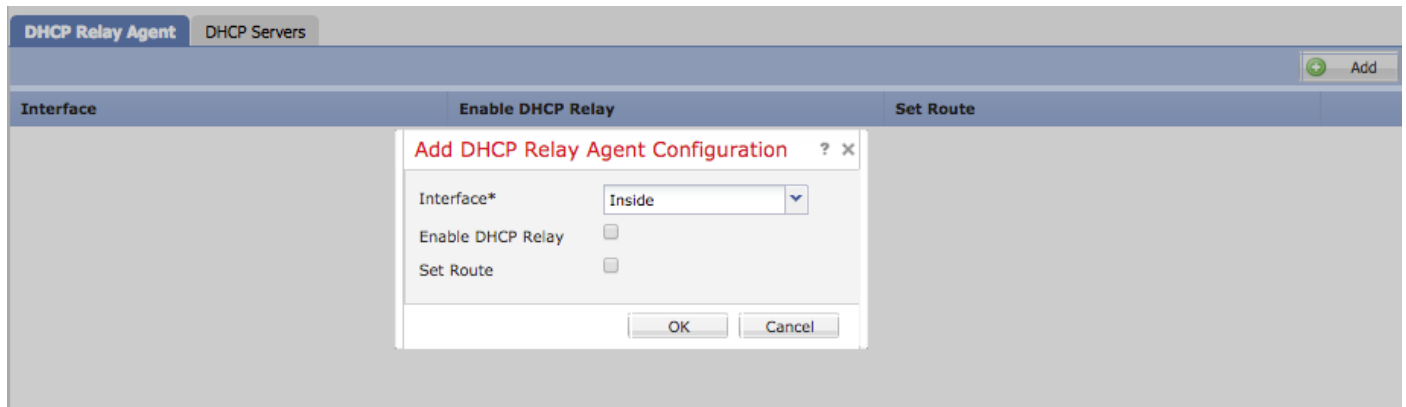 DHCP Relay Agent DHCP Servers
Add
Interface Enable DHCP Relay Set Route
Add DHCP Relay Agent Configuration ? ×
Interface* Inside
Enable DHCP Relay
Set Route
OK Cancel